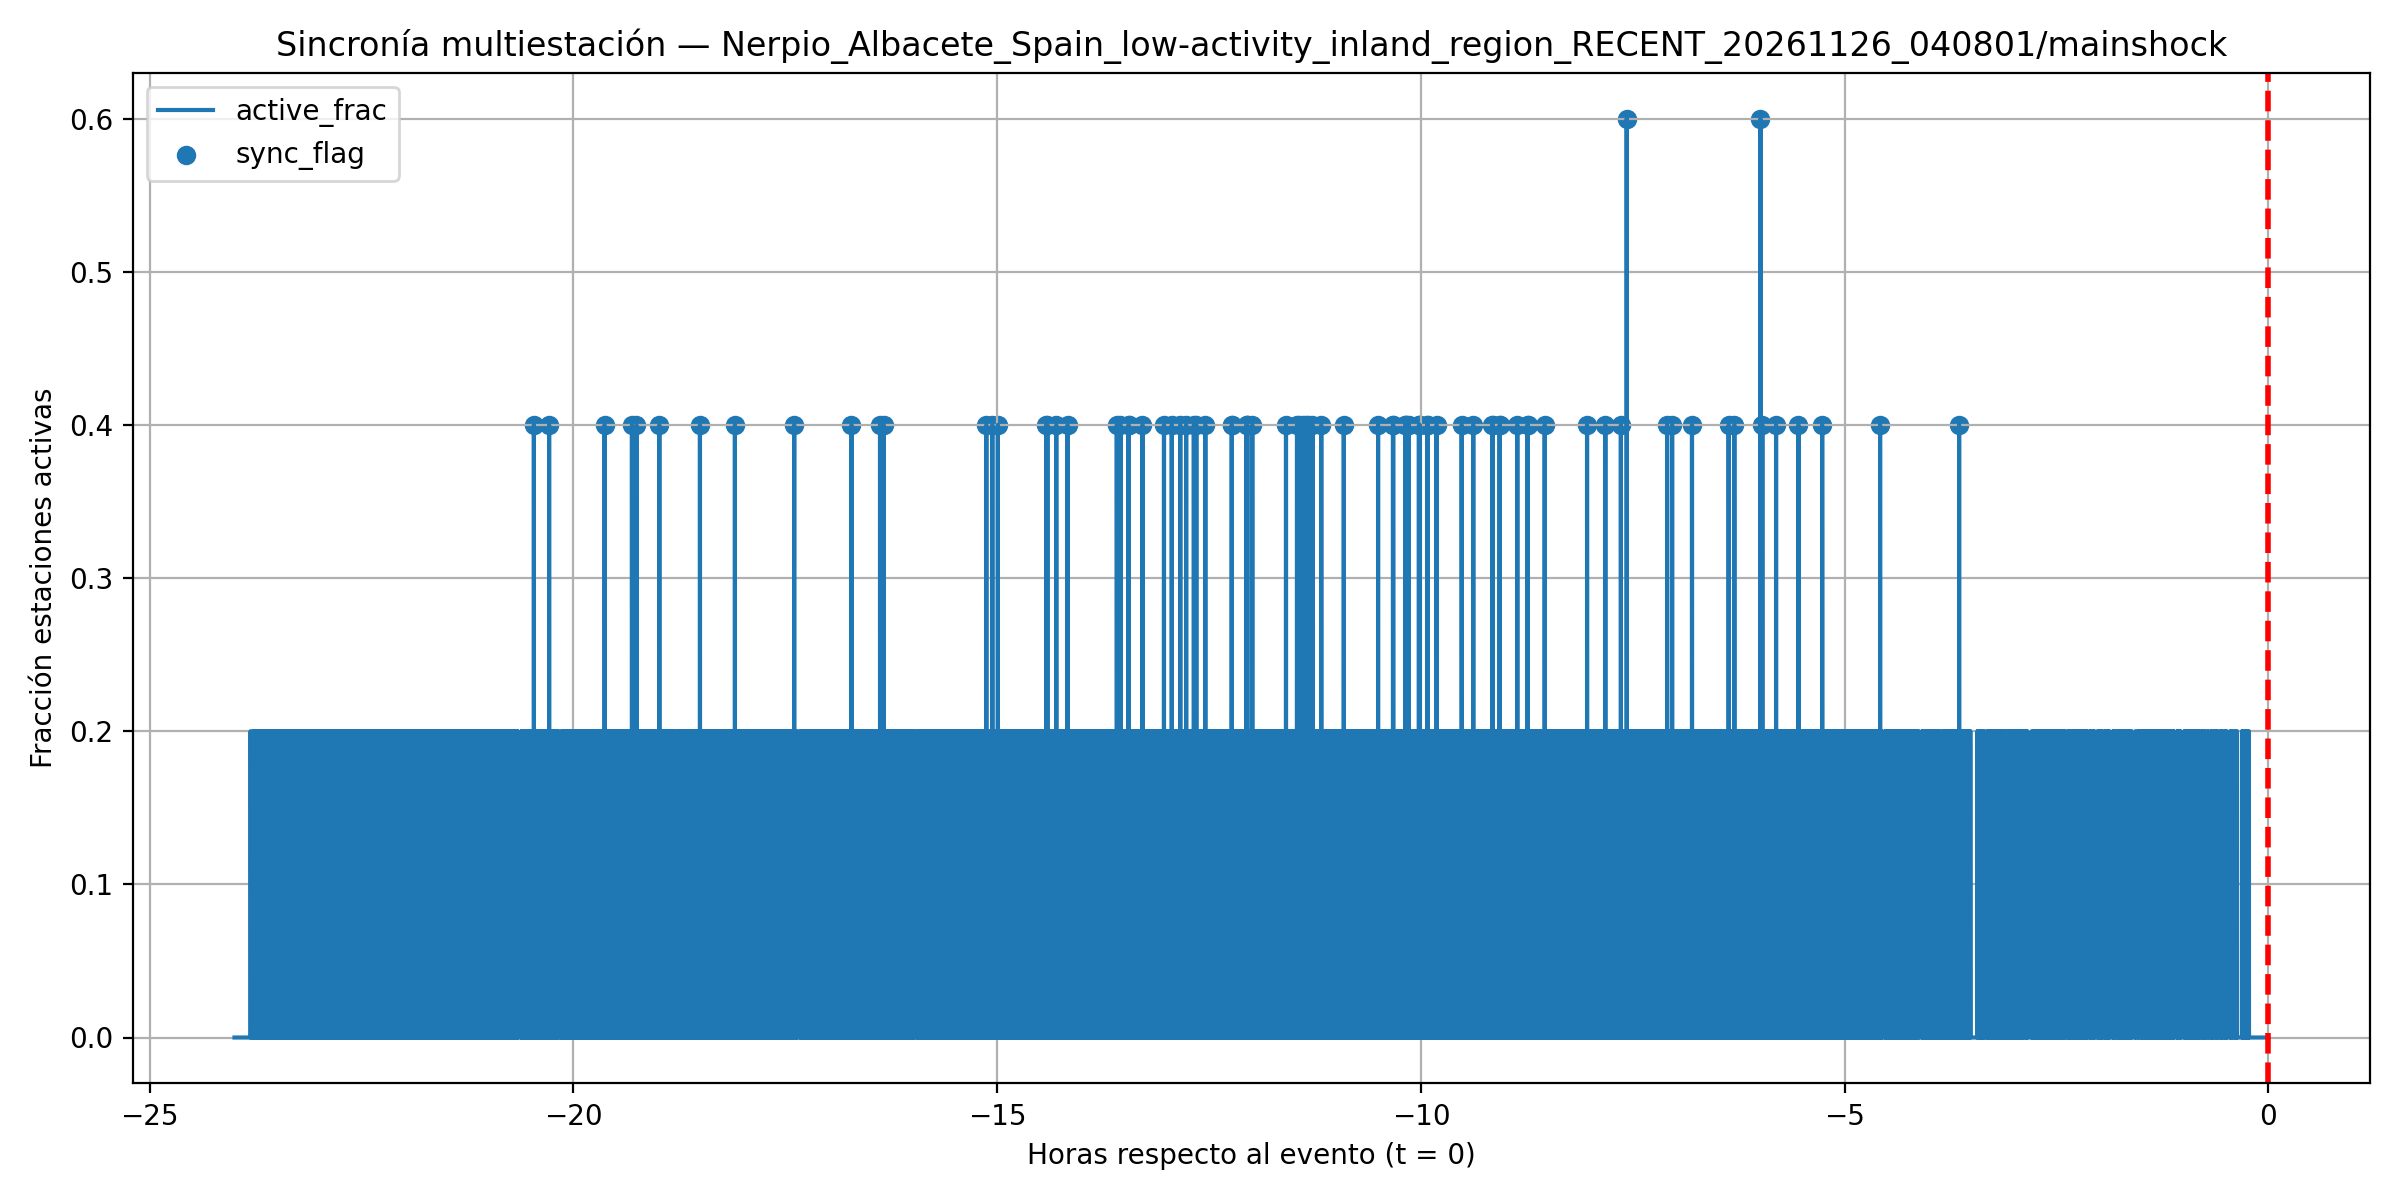 Sincronía multiestación — Nerpio_Albacete_Spain_low-activity_inland_region_RECENT_20261126_040801/mainshock
active_frac
sync_flag
Fracción estaciones activas
0.6
0.5
0.4
0.3
0.2
0.1
0.0
−25 −20 −15 −10 −5 0
Horas respecto al evento (t = 0)